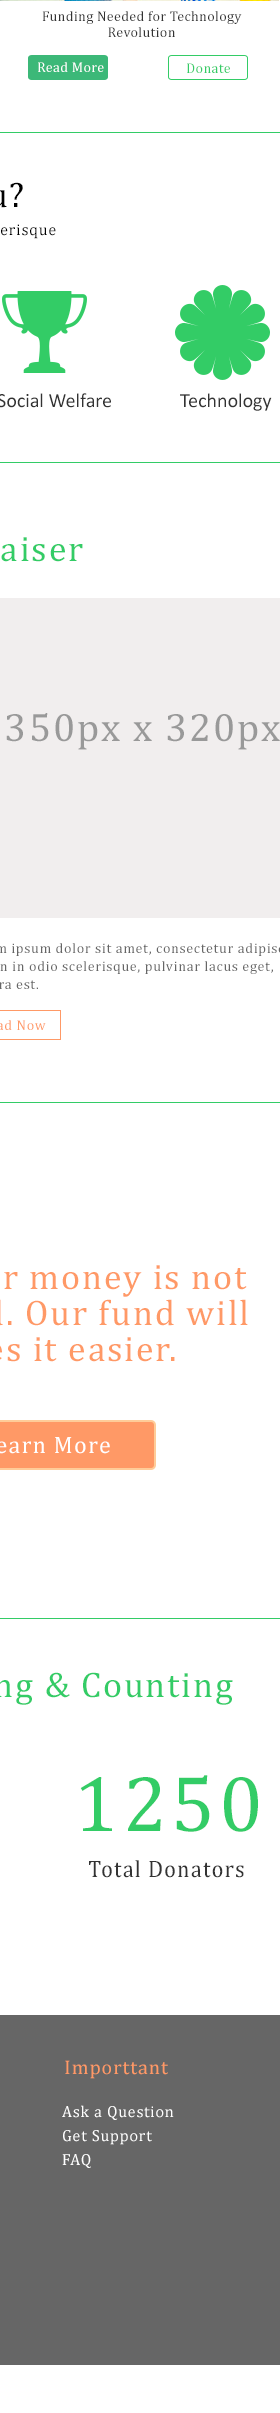 Funding Needed for Technology
Revolution
Read More
Donate
u?
erisque
Social Welfare
Technology
aiser
350px x 320px
m ipsum dolor sit amet, consectetur adipisc
n in odio scelerisque, pulvinar lacus eget,
ra est.
ad Now
r money is not
l. Our fund will
es it easier.
earn More
ng & Counting
1250
Total Donators
Importtant
Ask a Question
Get Support
FAQ